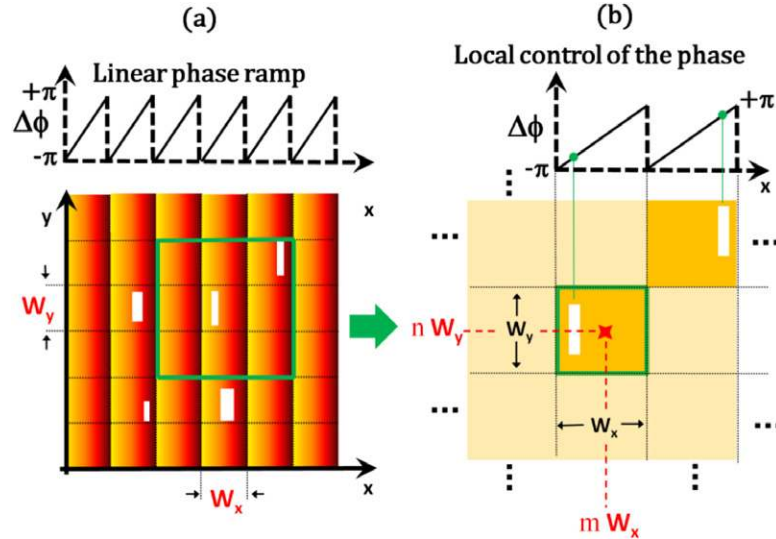 (a)
Linear phase ramp
+π
Δϕ
-π
x
y
W_y
x
W_x
(b)
Local control of the phase
+π
Δϕ
-π
x
...
...
...
...
n W_y
W_y
W_x
...
...
...
...
m W_x